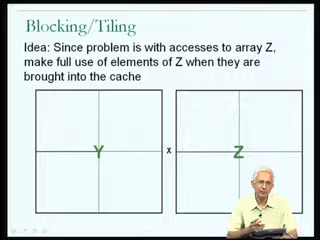 Blocking/Tiling
Idea: Since problem is with accesses to array Z,
make full use of elements of Z when they are
brought into the cache
Y x Z